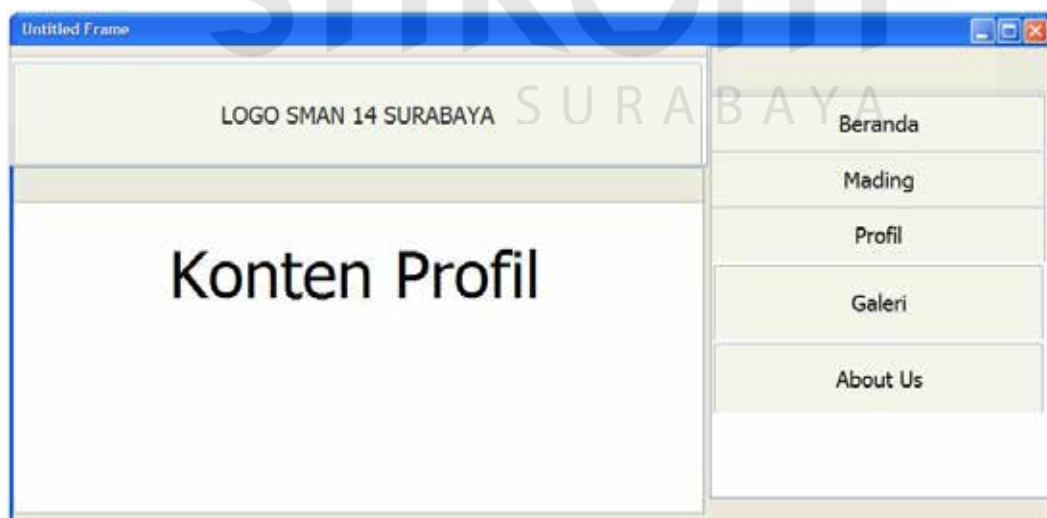 Untitled Frame
LOGO SMAN 14 SURABAYA
SURABAYA
Beranda
Mading
Profil
Galeri
About Us
Konten Profil